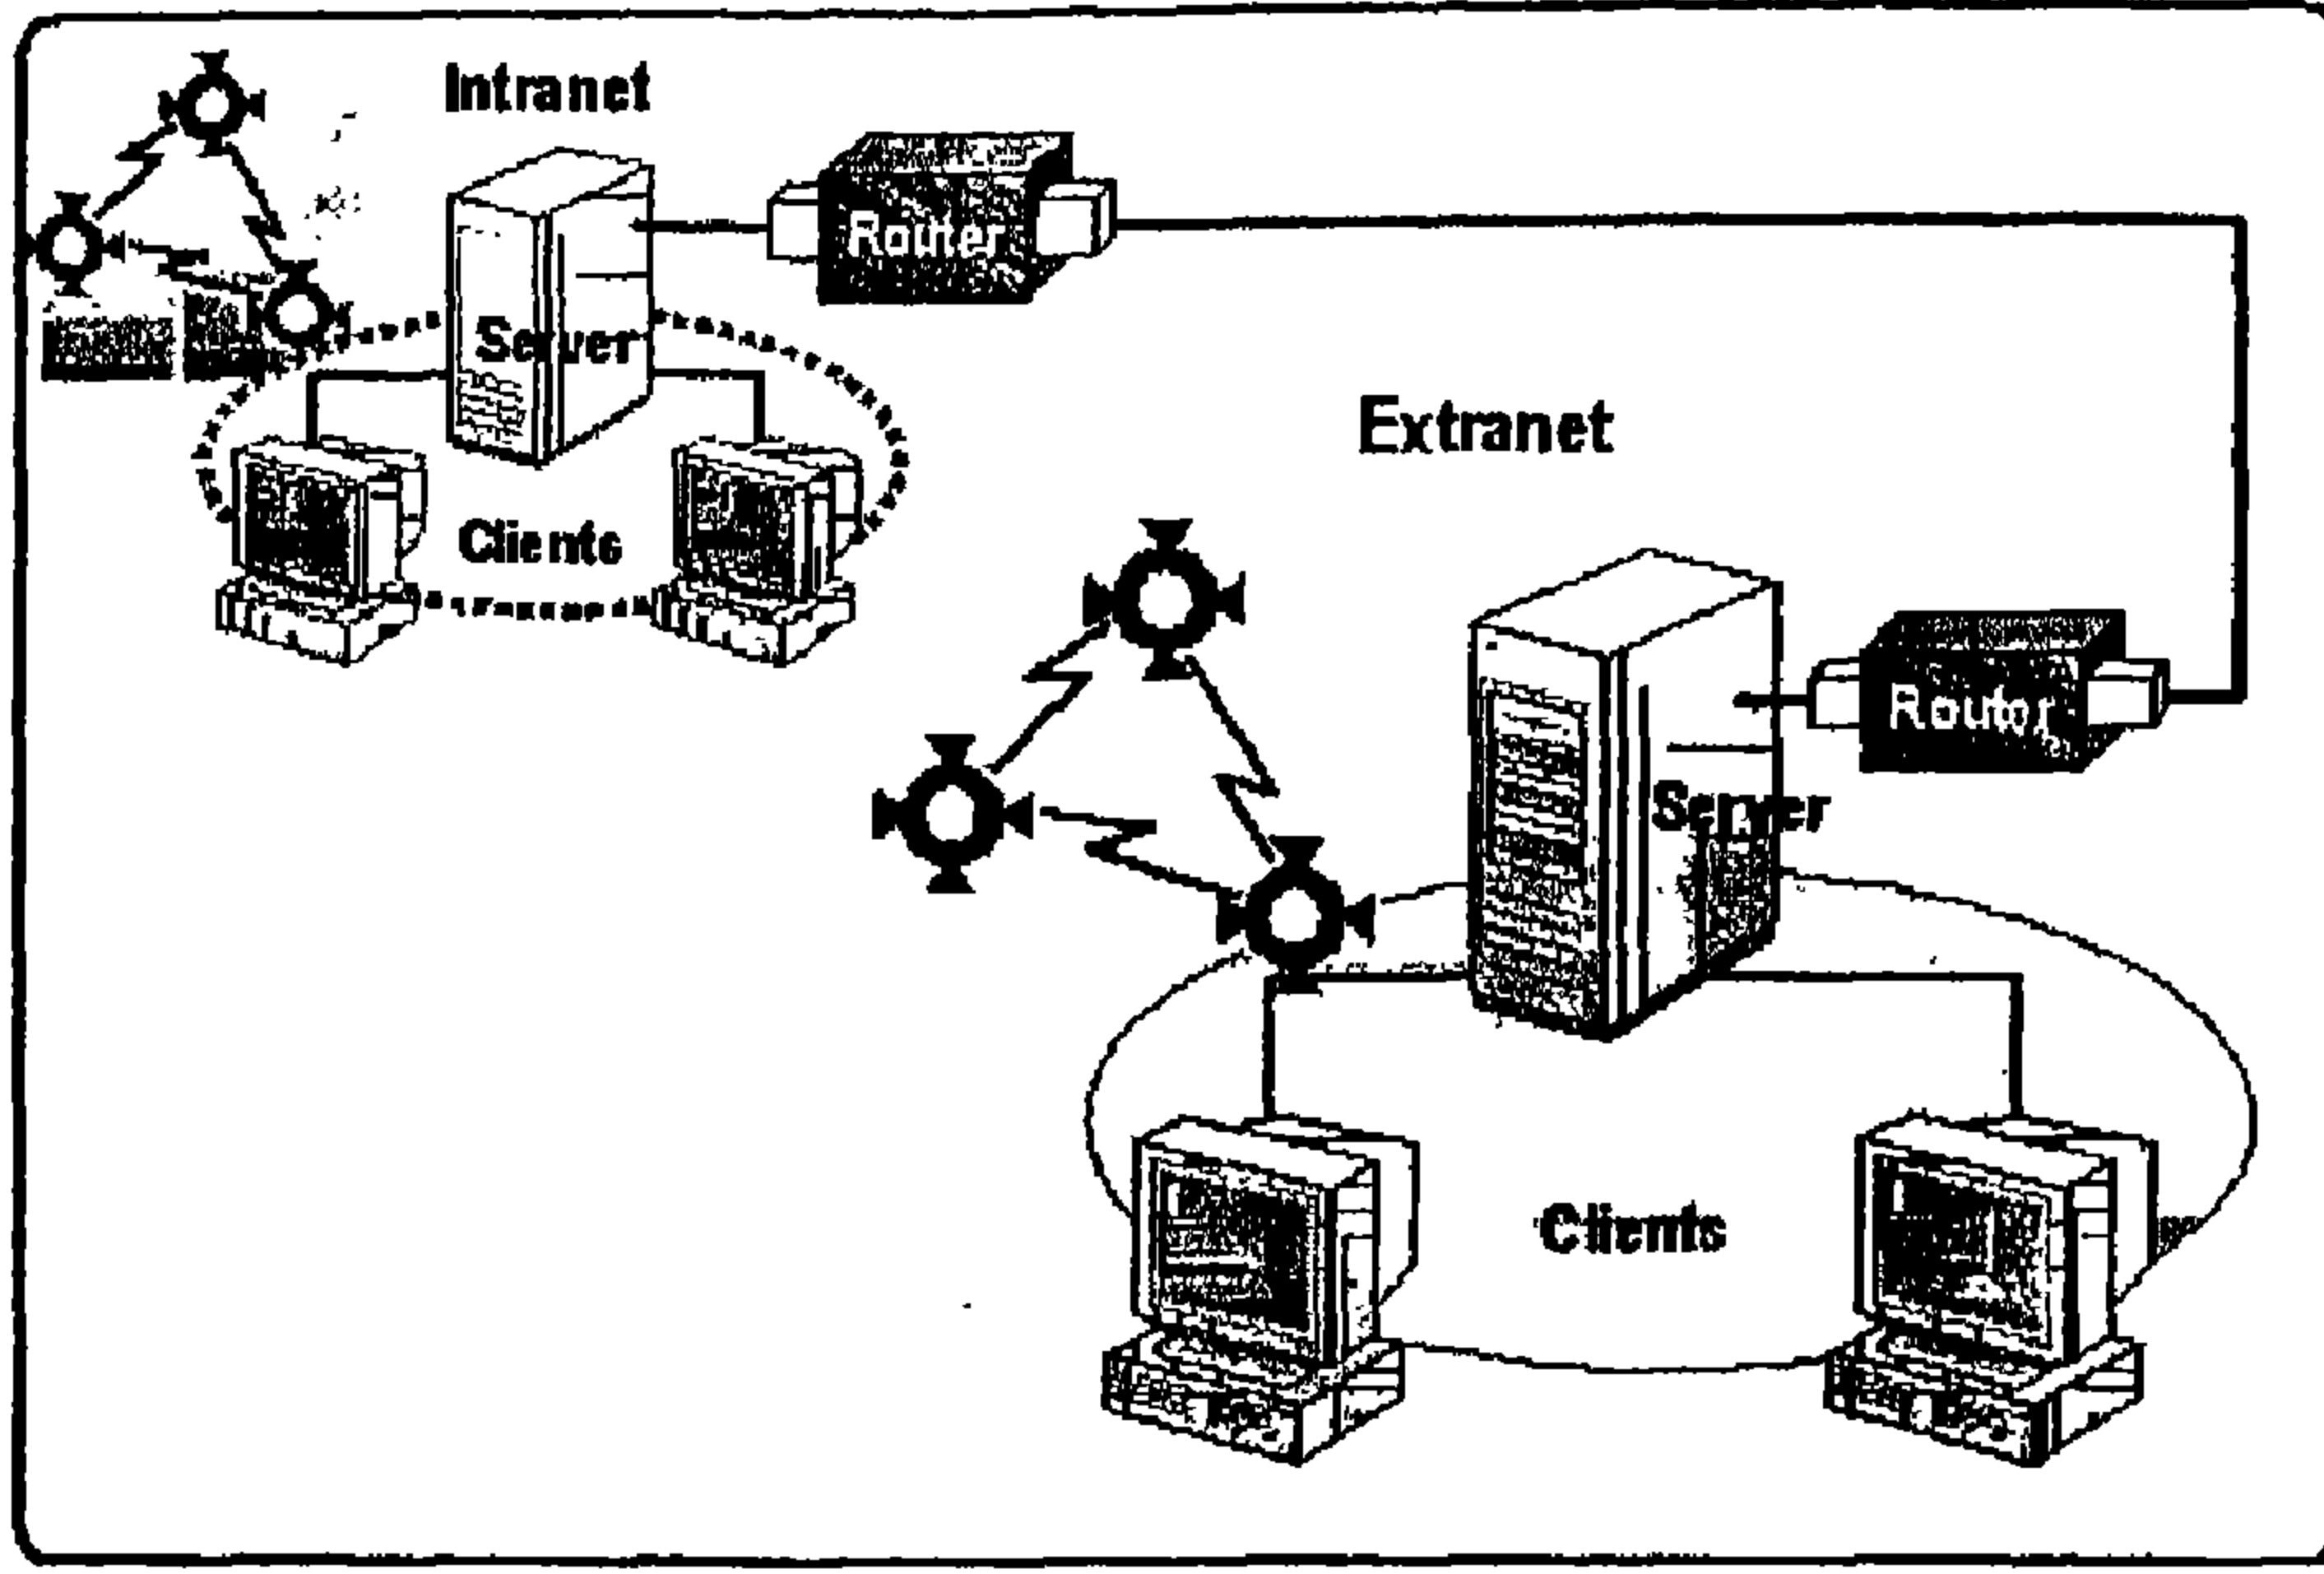 Intranet
Router
Server
Clients
Extranet
Router
Server
Clients